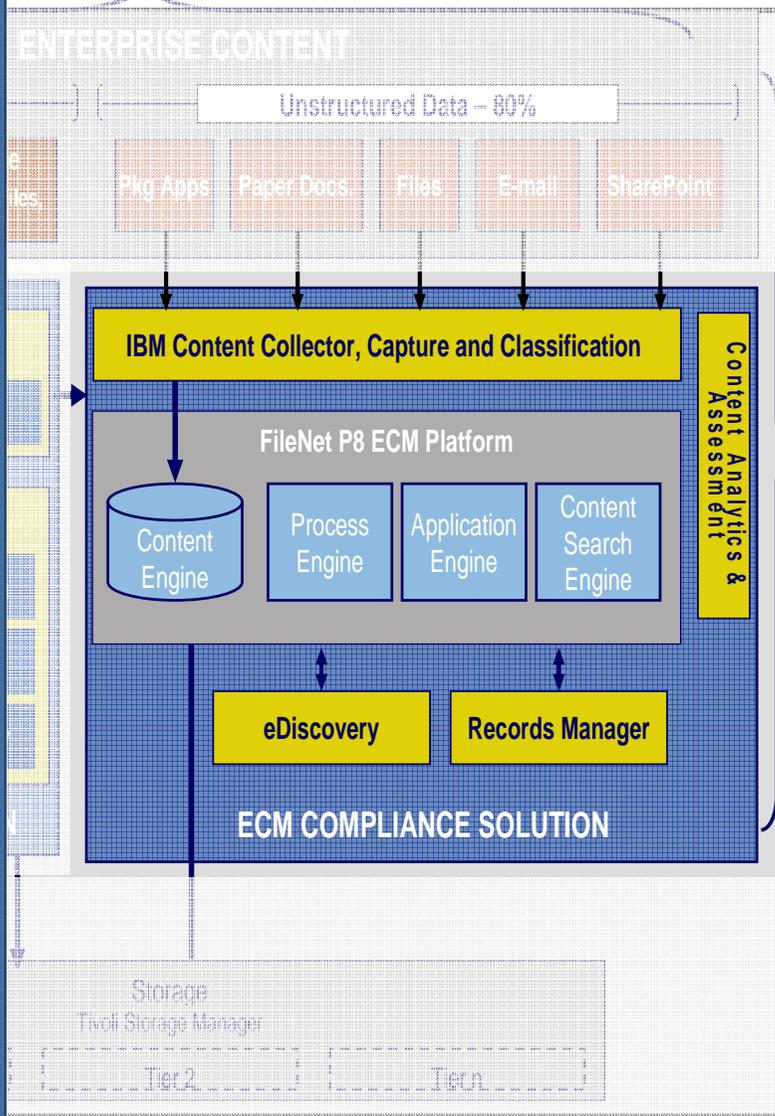 ENTERPRISE CONTENT
Unstructured Data – 80%
Pkg Apps
Paper Docs.
Files
E-mail
SharePoint
IBM Content Collector, Capture and Classification
Content Analytics &
Assessment
FileNet P8 ECM Platform
Content
Engine
Process
Engine
Application
Engine
Content
Search
Engine
eDiscovery
Records Manager
ECM COMPLIANCE SOLUTION
Storage
Tivoli Storage Manager
Tier 2
Tier n